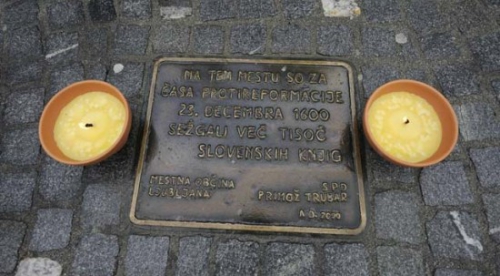 NA TEM MESTU SO ZA
ČASA PROTIREFORMACIJE
23. DECEMBRA 1600
SEŽGALI VEČ TISOČ
SLOVENSKIH KNJIG
MESTNA OBČINA
LJUBLJANA
S P D
PRIMOŽ TRUBAR
A. D.